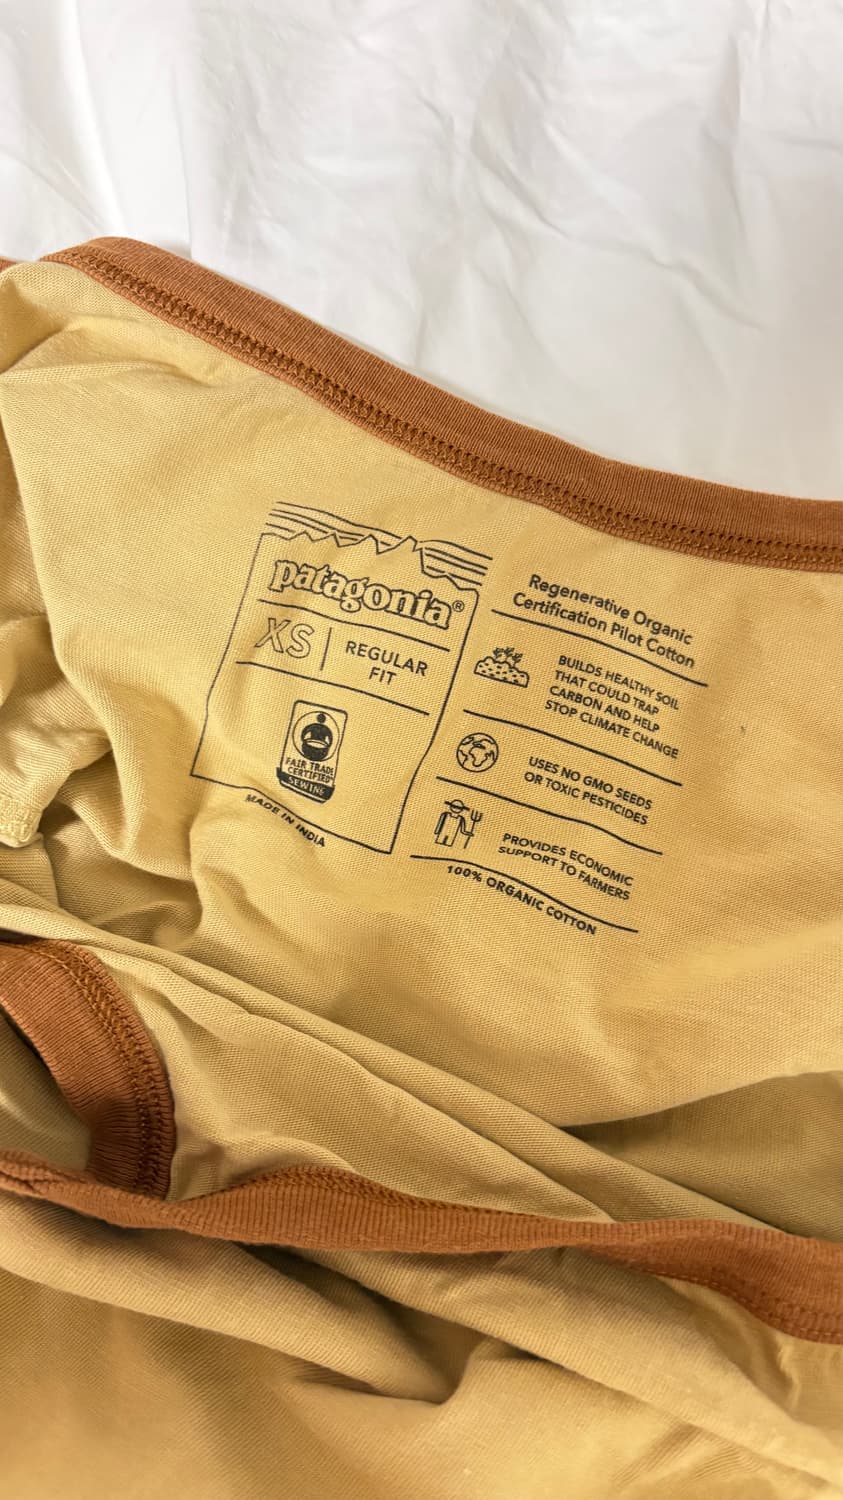 patagonia®
XS
REGULAR
FIT
FAIR TRADE
CERTIFIED™
SEWING
MADE IN INDIA
Regenerative Organic
Certification Pilot Cotton
BUILDS HEALTHY SOIL
THAT COULD TRAP
CARBON AND HELP
STOP CLIMATE CHANGE
USES NO GMO SEEDS
OR TOXIC PESTICIDES
PROVIDES ECONOMIC
SUPPORT TO FARMERS
100% ORGANIC COTTON